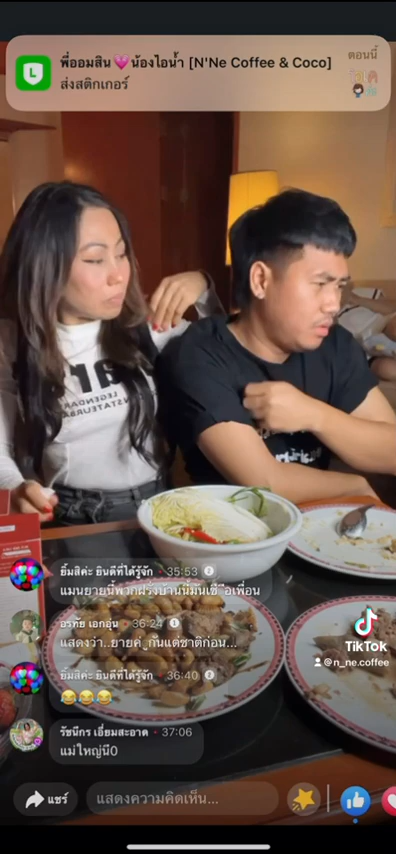 พี่ออมสิน💗น้องไอน้ำ [N'Ne Coffee & Coco]
ตอนนี้
ส่งสติกเกอร์
ยิ้มสิค่ะ ยินดีที่ได้รู้จัก • 35:53
แมนยายนี้พวกฝรั่งบ้านนี้มันเชื่อเพื่อน
อรทัย เอกอุ่น • 36:24
แสดงว่า..ยายคู่_กันแต่ชาติก่อน...
ยิ้มสิค่ะ ยินดีที่ได้รู้จัก • 36:40
😂😂😂
TikTok
@n_ne.coffee
รัชนีกร เอี่ยมสะอาด • 37:06
แม่ใหญ่นี0
แชร์
แสดงความคิดเห็น...